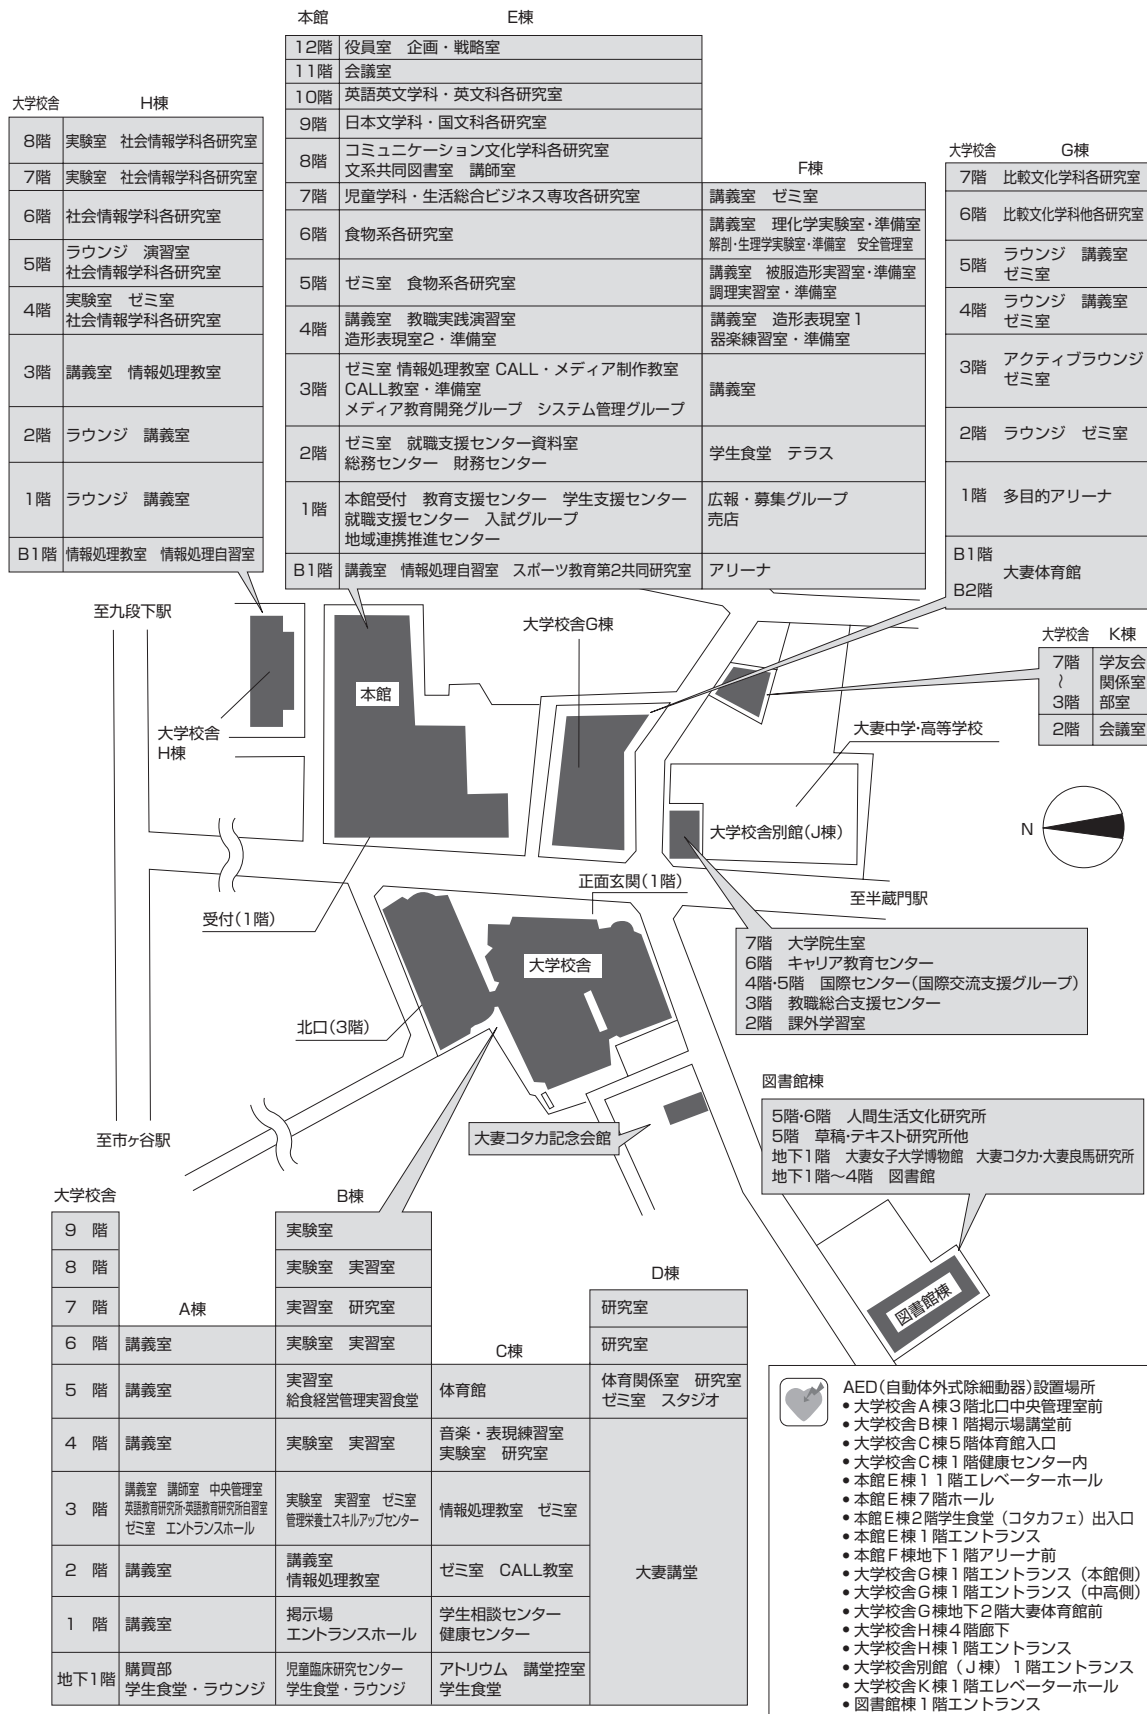 本館 E棟
12階 役員室 企画・戦略室
11階 会議室
10階 英語英文学科・英文科各研究室
9階 日本文学科・国文科各研究室
8階 コミュニケーション文化学科各研究室
文系共同図書室 講師室
7階 児童学科・生活総合ビジネス専攻各研究室
6階 食物系各研究室
5階 ゼミ室 食物系各研究室
4階 講義室 教職実践演習室
造形表現室2・準備室
3階 ゼミ室 情報処理教室 CALL・メディア制作教室
CALL教室・準備室
メディア教育開発グループ システム管理グループ
2階 ゼミ室 就職支援センター資料室
総務センター 財務センター
1階 本館受付 教育支援センター 学生支援センター
就職支援センター 入試グループ
地域連携推進センター
B1階 講義室 情報処理自習室 スポーツ教育第2共同研究室
F棟
講義室 ゼミ室
講義室 理化学実験室・準備室
解剖・生理学実験室・準備室 安全管理室
講義室 被服造形実習室・準備室
調理実習室・準備室
講義室 造形表現室1
器楽練習室・準備室
講義室
学生食堂 テラス
広報・募集グループ
売店
アリーナ
大学校舎 H棟
8階 実験室 社会情報学科各研究室
7階 実験室 社会情報学科各研究室
6階 社会情報学科各研究室
5階 ラウンジ 演習室
社会情報学科各研究室
4階 実験室 ゼミ室
社会情報学科各研究室
3階 講義室 情報処理教室
2階 ラウンジ 講義室
1階 ラウンジ 講義室
B1階 情報処理教室 情報処理自習室
大学校舎 G棟
7階 比較文化学科各研究室
6階 比較文化学科他各研究室
5階 ラウンジ 講義室
ゼミ室
4階 ラウンジ 講義室
ゼミ室
3階 アクティブラウンジ
ゼミ室
2階 ラウンジ ゼミ室
1階 多目的アリーナ
B1階
大妻体育館
B2階
大学校舎 K棟
7階 学友会
〜 関係室
3階 部室
2階 会議室
至九段下駅
大学校舎G棟
本館
大学校舎
H棟
大妻中学・高等学校
大学校舎別館(J棟)
N
正面玄関(1階)
至半蔵門駅
受付(1階)
大学校舎
7階 大学院生室
6階 キャリア教育センター
4階・5階 国際センター(国際交流支援グループ)
3階 教職総合支援センター
2階 課外学習室
北口(3階)
図書館棟
5階・6階 人間生活文化研究所
5階 草稿・テキスト研究所他
地下1階 大妻女子大学博物館 大妻コタカ・大妻良馬研究所
地下1階〜4階 図書館
至市ヶ谷駅
大妻コタカ記念会館
図書館棟
大学校舎
9 階
8 階
7 階
6 階
5 階
4 階
3 階
2 階
1 階
地下1階
A棟
講義室
講義室
講義室
講義室 講師室 中央管理室
英語教育研究所・英語教育研究所自習室
ゼミ室 エントランスホール
講義室
講義室
購買部
学生食堂・ラウンジ
B棟
実験室
実験室 実習室
実習室 研究室
実験室 実習室
実習室
給食経営管理実習食堂
実験室 実習室
実験室 実習室 ゼミ室
管理栄養士スキルアップセンター
講義室
情報処理教室
掲示場
エントランスホール
児童臨床研究センター
学生食堂・ラウンジ
C棟
体育館
音楽・表現練習室
実験室 研究室
情報処理教室 ゼミ室
ゼミ室 CALL教室
学生相談センター
健康センター
アトリウム 講堂控室
学生食堂
D棟
研究室
研究室
体育関係室 研究室
ゼミ室 スタジオ
大妻講堂
AED(自動体外式除細動器)設置場所
• 大学校舎A棟3階北口中央管理室前
• 大学校舎B棟1階掲示場講堂前
• 大学校舎C棟5階体育館入口
• 大学校舎C棟1階健康センター内
• 本館E棟11階エレベーターホール
• 本館E棟7階ホール
• 本館E棟2階学生食堂（コタカフェ）出入口
• 本館E棟1階エントランス
• 本館F棟地下1階アリーナ前
• 大学校舎G棟1階エントランス（本館側）
• 大学校舎G棟1階エントランス（中高側）
• 大学校舎G棟地下2階大妻体育館前
• 大学校舎H棟4階廊下
• 大学校舎H棟1階エントランス
• 大学校舎別館（J棟）1階エントランス
• 大学校舎K棟1階エレベーターホール
• 図書館棟1階エントランス